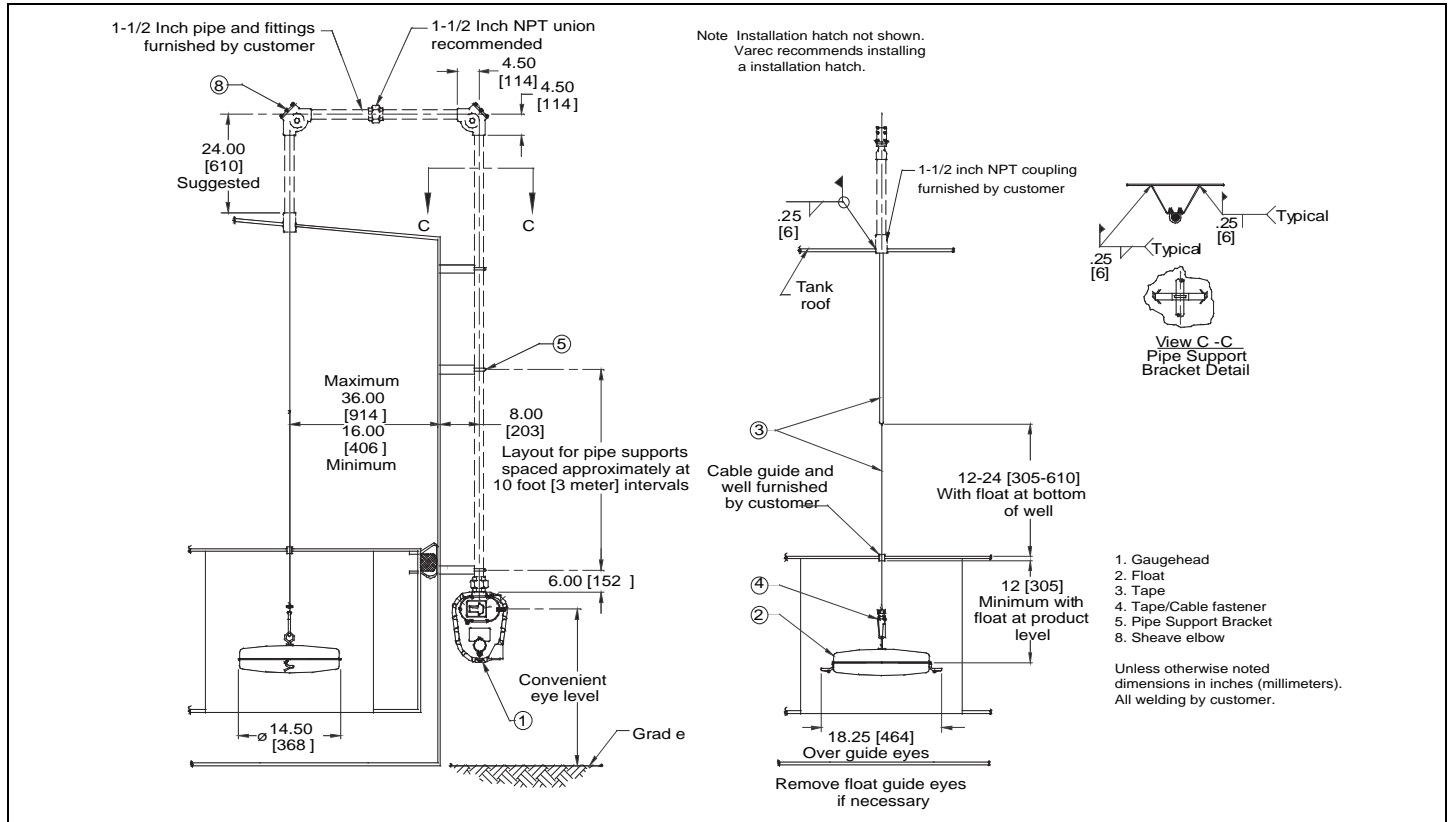 1-1/2 Inch pipe and fittings
furnished by customer
1-1/2 Inch NPT union
recommended
4.50
[114]
4.50
[114]
8
24.00
[610]
Suggested
C
C
5
Maximum
36.00
[914 ]
16.00
[406 ]
Minimum
8.00
[203]
Layout for pipe supports
spaced approximately at
10 foot [3 meter] intervals
6.00 [152 ]
Convenient
eye level
1
Grad e
⌀ 14.50
[368 ]
Note Installation hatch not shown.
Varec recommends installing
a installation hatch.
1-1/2 inch NPT coupling
furnished by customer
.25
[6]
Tank
roof
3
Cable guide and
well furnished
by customer
12-24 [305-610]
With float at bottom
of well
4
2
12 [305]
Minimum with
float at product
level
18.25 [464]
Over guide eyes
Remove float guide eyes
if necessary
.25
[6]
Typical
.25
[6]
Typical
View C -C
Pipe Support
Bracket Detail
1. Gaugehead
2. Float
3. Tape
4. Tape/Cable fastener
5. Pipe Support Bracket
8. Sheave elbow
Unless otherwise noted
dimensions in inches (millimeters).
All welding by customer.